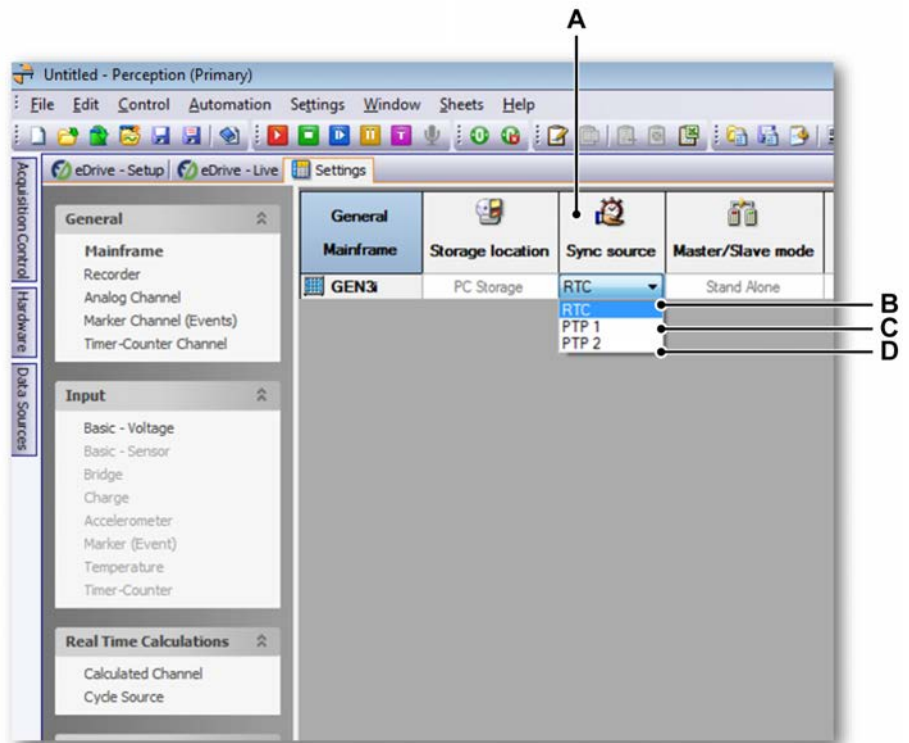 A
Untitled - Perception (Primary)
File Edit Control Automation Settings Window Sheets Help
eDrive - Setup eDrive - Live Settings
Acquisition Control
Hardware
Data Sources
General
Mainframe
Recorder
Analog Channel
Marker Channel (Events)
Timer-Counter Channel
Input
Basic - Voltage
Basic - Sensor
Bridge
Charge
Accelerometer
Marker (Event)
Temperature
Timer-Counter
Real Time Calculations
Calculated Channel
Cycle Source
General Storage location Sync source Master/Slave mode
Mainframe
GEN3i PC Storage RTC Stand Alone
RTC B
PTP 1 C
PTP 2 D